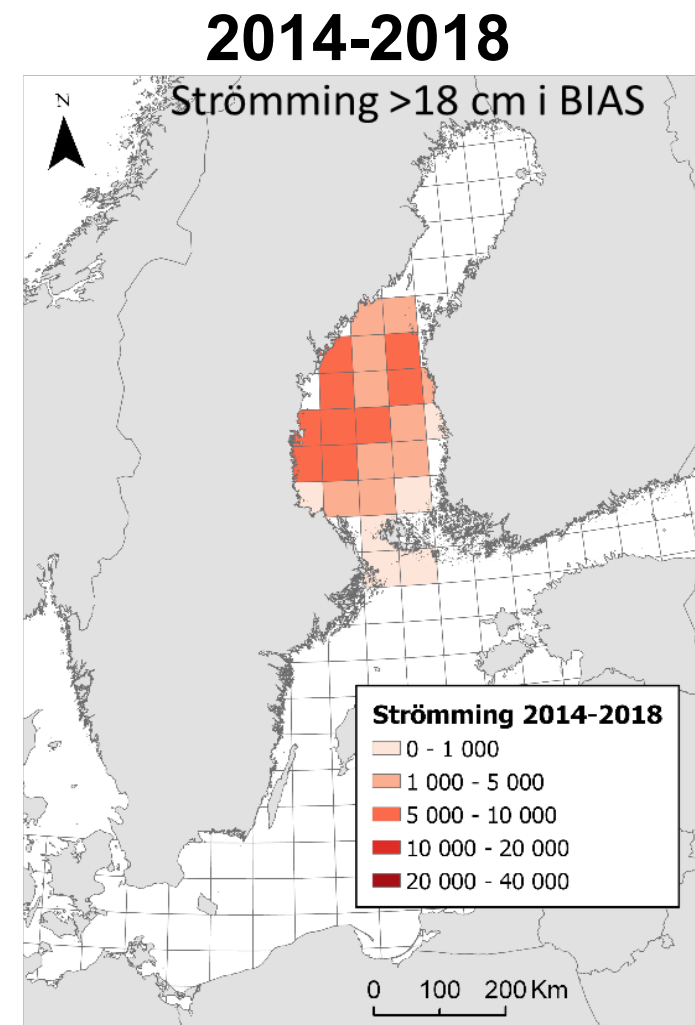 2014-2018
Strömming >18 cm i BIAS
N
Strömming 2014-2018
0 - 1 000
1 000 - 5 000
5 000 - 10 000
10 000 - 20 000
20 000 - 40 000
0 100 200 Km